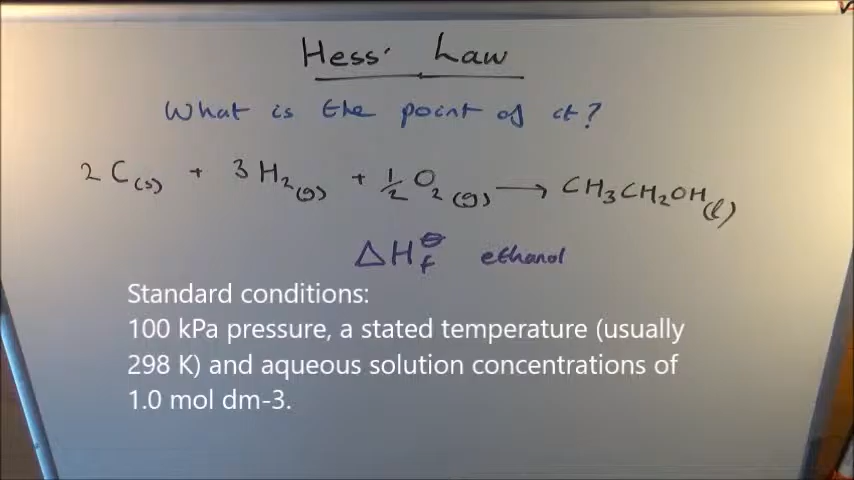 Hess' Law
What is the point of it?
2 C(s) + 3 H₂(g) + ½ O₂(g) ⟶ CH₃CH₂OH(l)
ΔH_f^⊖ ethanol
Standard conditions:
100 kPa pressure, a stated temperature (usually
298 K) and aqueous solution concentrations of
1.0 mol dm-3.